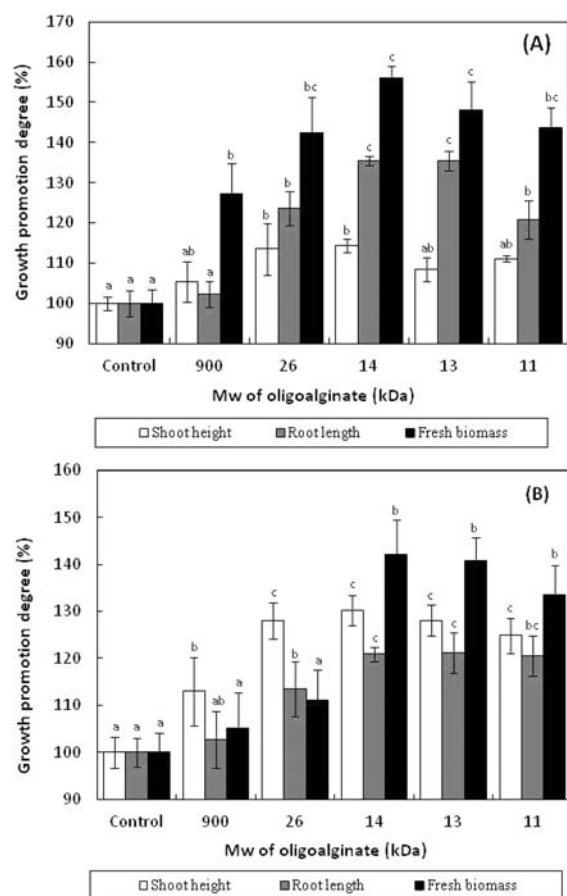 (A)
Growth promotion degree (%)
170
160
150
140
130
120
110
100
90
a a a
ab a b
b b bc
b c c
ab c c
ab b bc
Control 900 26 14 13 11
Mw of oligoalginate (kDa)
Shoot height Root length Fresh biomass
(B)
Growth promotion degree (%)
160
150
140
130
120
110
100
90
a a a
b ab a
c b a
c c b
c c b
c bc b
Control 900 26 14 13 11
Mw of oligoalginate (kDa)
Shoot height Root length Fresh biomass